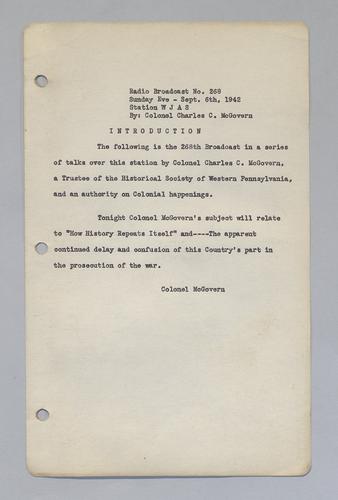 Radio Broadcast No. 268
Sunday Eve - Sept. 6th, 1942
Station W J A S
By: Colonel Charles C. McGovern
I N T R O D U C T I O N
The following is the 268th Broadcast in a series
of talks over this station by Colonel Charles C. McGovern,
a Trustee of the Historical Society of Western Pennsylvania,
and an authority on Colonial happenings.
Tonight Colonel McGovern's subject will relate
to "How History Repeats Itself" and----The apparent
continued delay and confusion of this Country's part in
the prosecution of the war.
Colonel McGovern